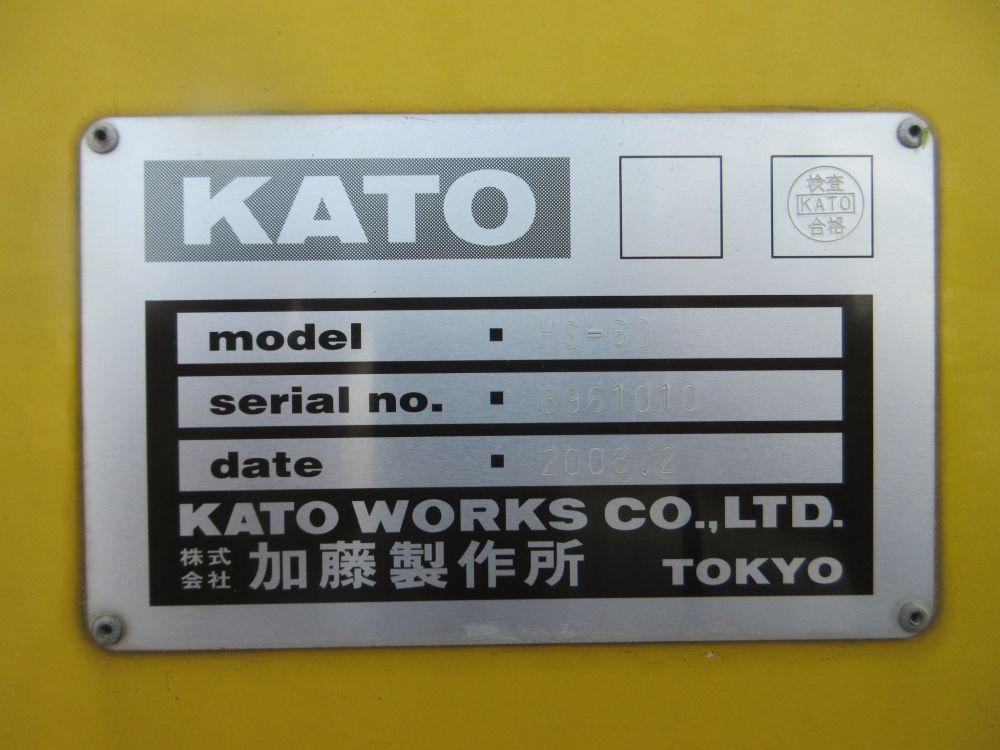 KATO
検査
KATO
合格
model ▪ HS-60
serial no. ▪ 8961010
date ▪ 2008.2
KATO WORKS CO.,LTD.
株式会社 加藤製作所 TOKYO